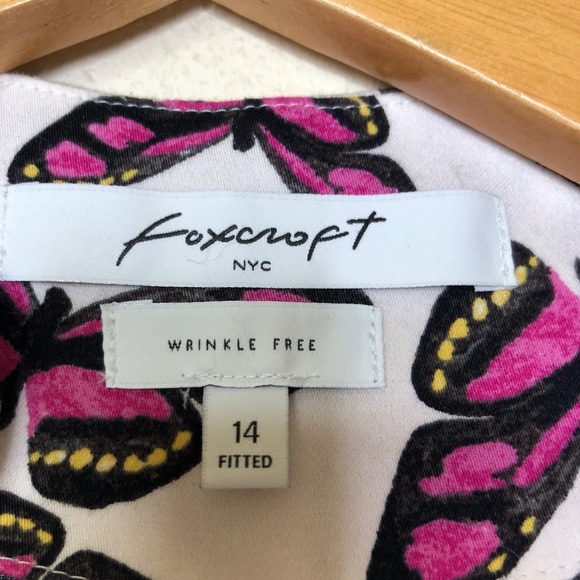 Foxcroft
NYC
WRINKLE FREE
14
FITTED